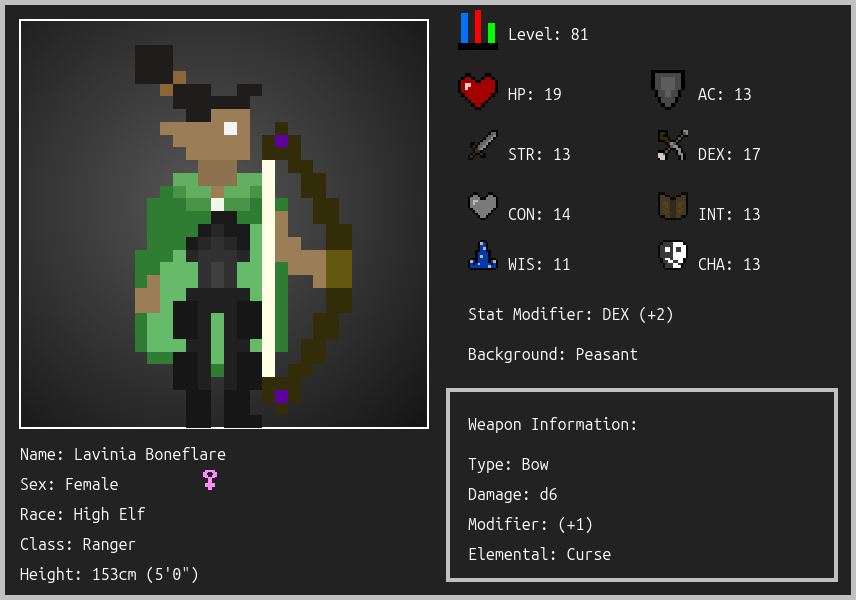 Level: 81
HP: 19
AC: 13
STR: 13
DEX: 17
CON: 14
INT: 13
WIS: 11
CHA: 13
Stat Modifier: DEX (+2)
Background: Peasant
Weapon Information:
Type: Bow
Damage: d6
Modifier: (+1)
Elemental: Curse
Name: Lavinia Boneflare
Sex: Female
Race: High Elf
Class: Ranger
Height: 153cm (5'0")